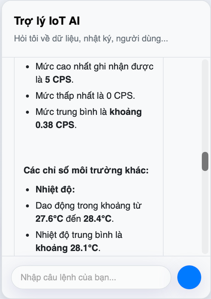 Trợ lý IoT AI
Hỏi tôi về dữ liệu, nhật ký, người dùng...
• Mức cao nhất ghi nhận được
là 5 CPS.
• Mức thấp nhất là 0 CPS.
• Mức trung bình là khoảng
0.38 CPS.
Các chỉ số môi trường khác:
• Nhiệt độ:
• Dao động trong khoảng từ
27.6°C đến 28.4°C.
• Nhiệt độ trung bình là
khoảng 28.1°C.
Nhập câu lệnh của bạn...